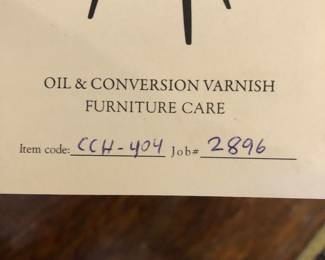 OIL & CONVERSION VARNISH
FURNITURE CARE
Item code: CCH-404 Job# 2896